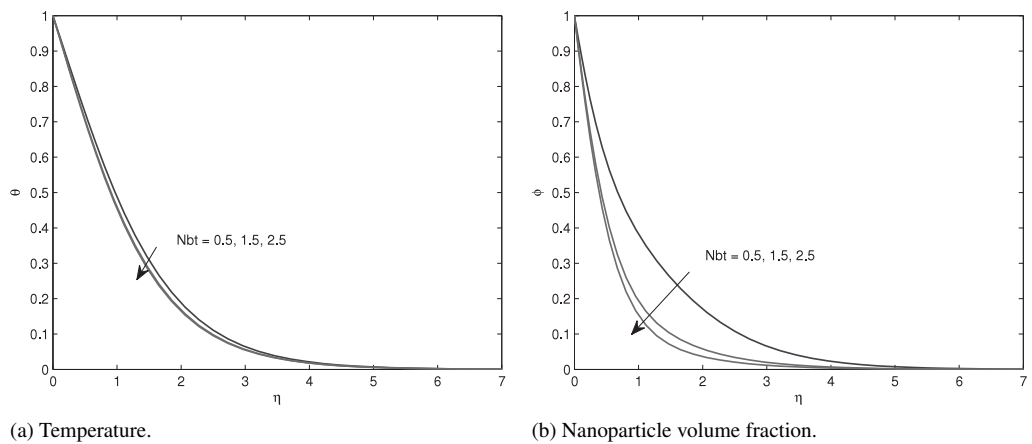 1
0.9
0.8
0.7
0.6
0.5
0.4
0.3
0.2
0.1
0
θ
Nbt = 0.5, 1.5, 2.5
0 1 2 3 4 5 6 7
η
(a) Temperature.
1
0.9
0.8
0.7
0.6
0.5
0.4
0.3
0.2
0.1
0
ϕ
Nbt = 0.5, 1.5, 2.5
0 1 2 3 4 5 6 7
η
(b) Nanoparticle volume fraction.